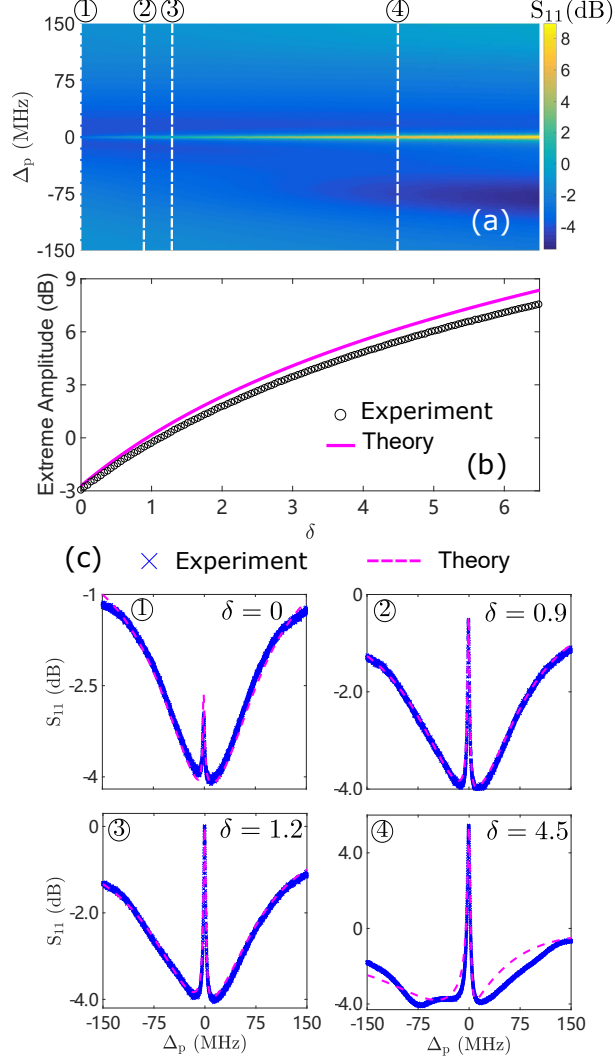 ① ② ③ ④ S₁₁(dB)
150
75
0
-75
-150
Δₚ (MHz)
8
6
4
2
0
-2
-4
(a)
9
6
3
0
-3
Extreme Amplitude (dB)
Experiment
Theory
(b)
0 1 2 3 4 5 6
δ
(c) Experiment Theory
① δ = 0
-1
-2.5
-4
S₁₁ (dB)
② δ = 0.9
0
-2.0
-4.0
③ δ = 1.2
0
-2.0
-4.0
S₁₁ (dB)
-150 -75 0 75 150
Δₚ (MHz)
④ δ = 4.5
5.0
0
-4.0
-150 -75 0 75 150
Δₚ (MHz)